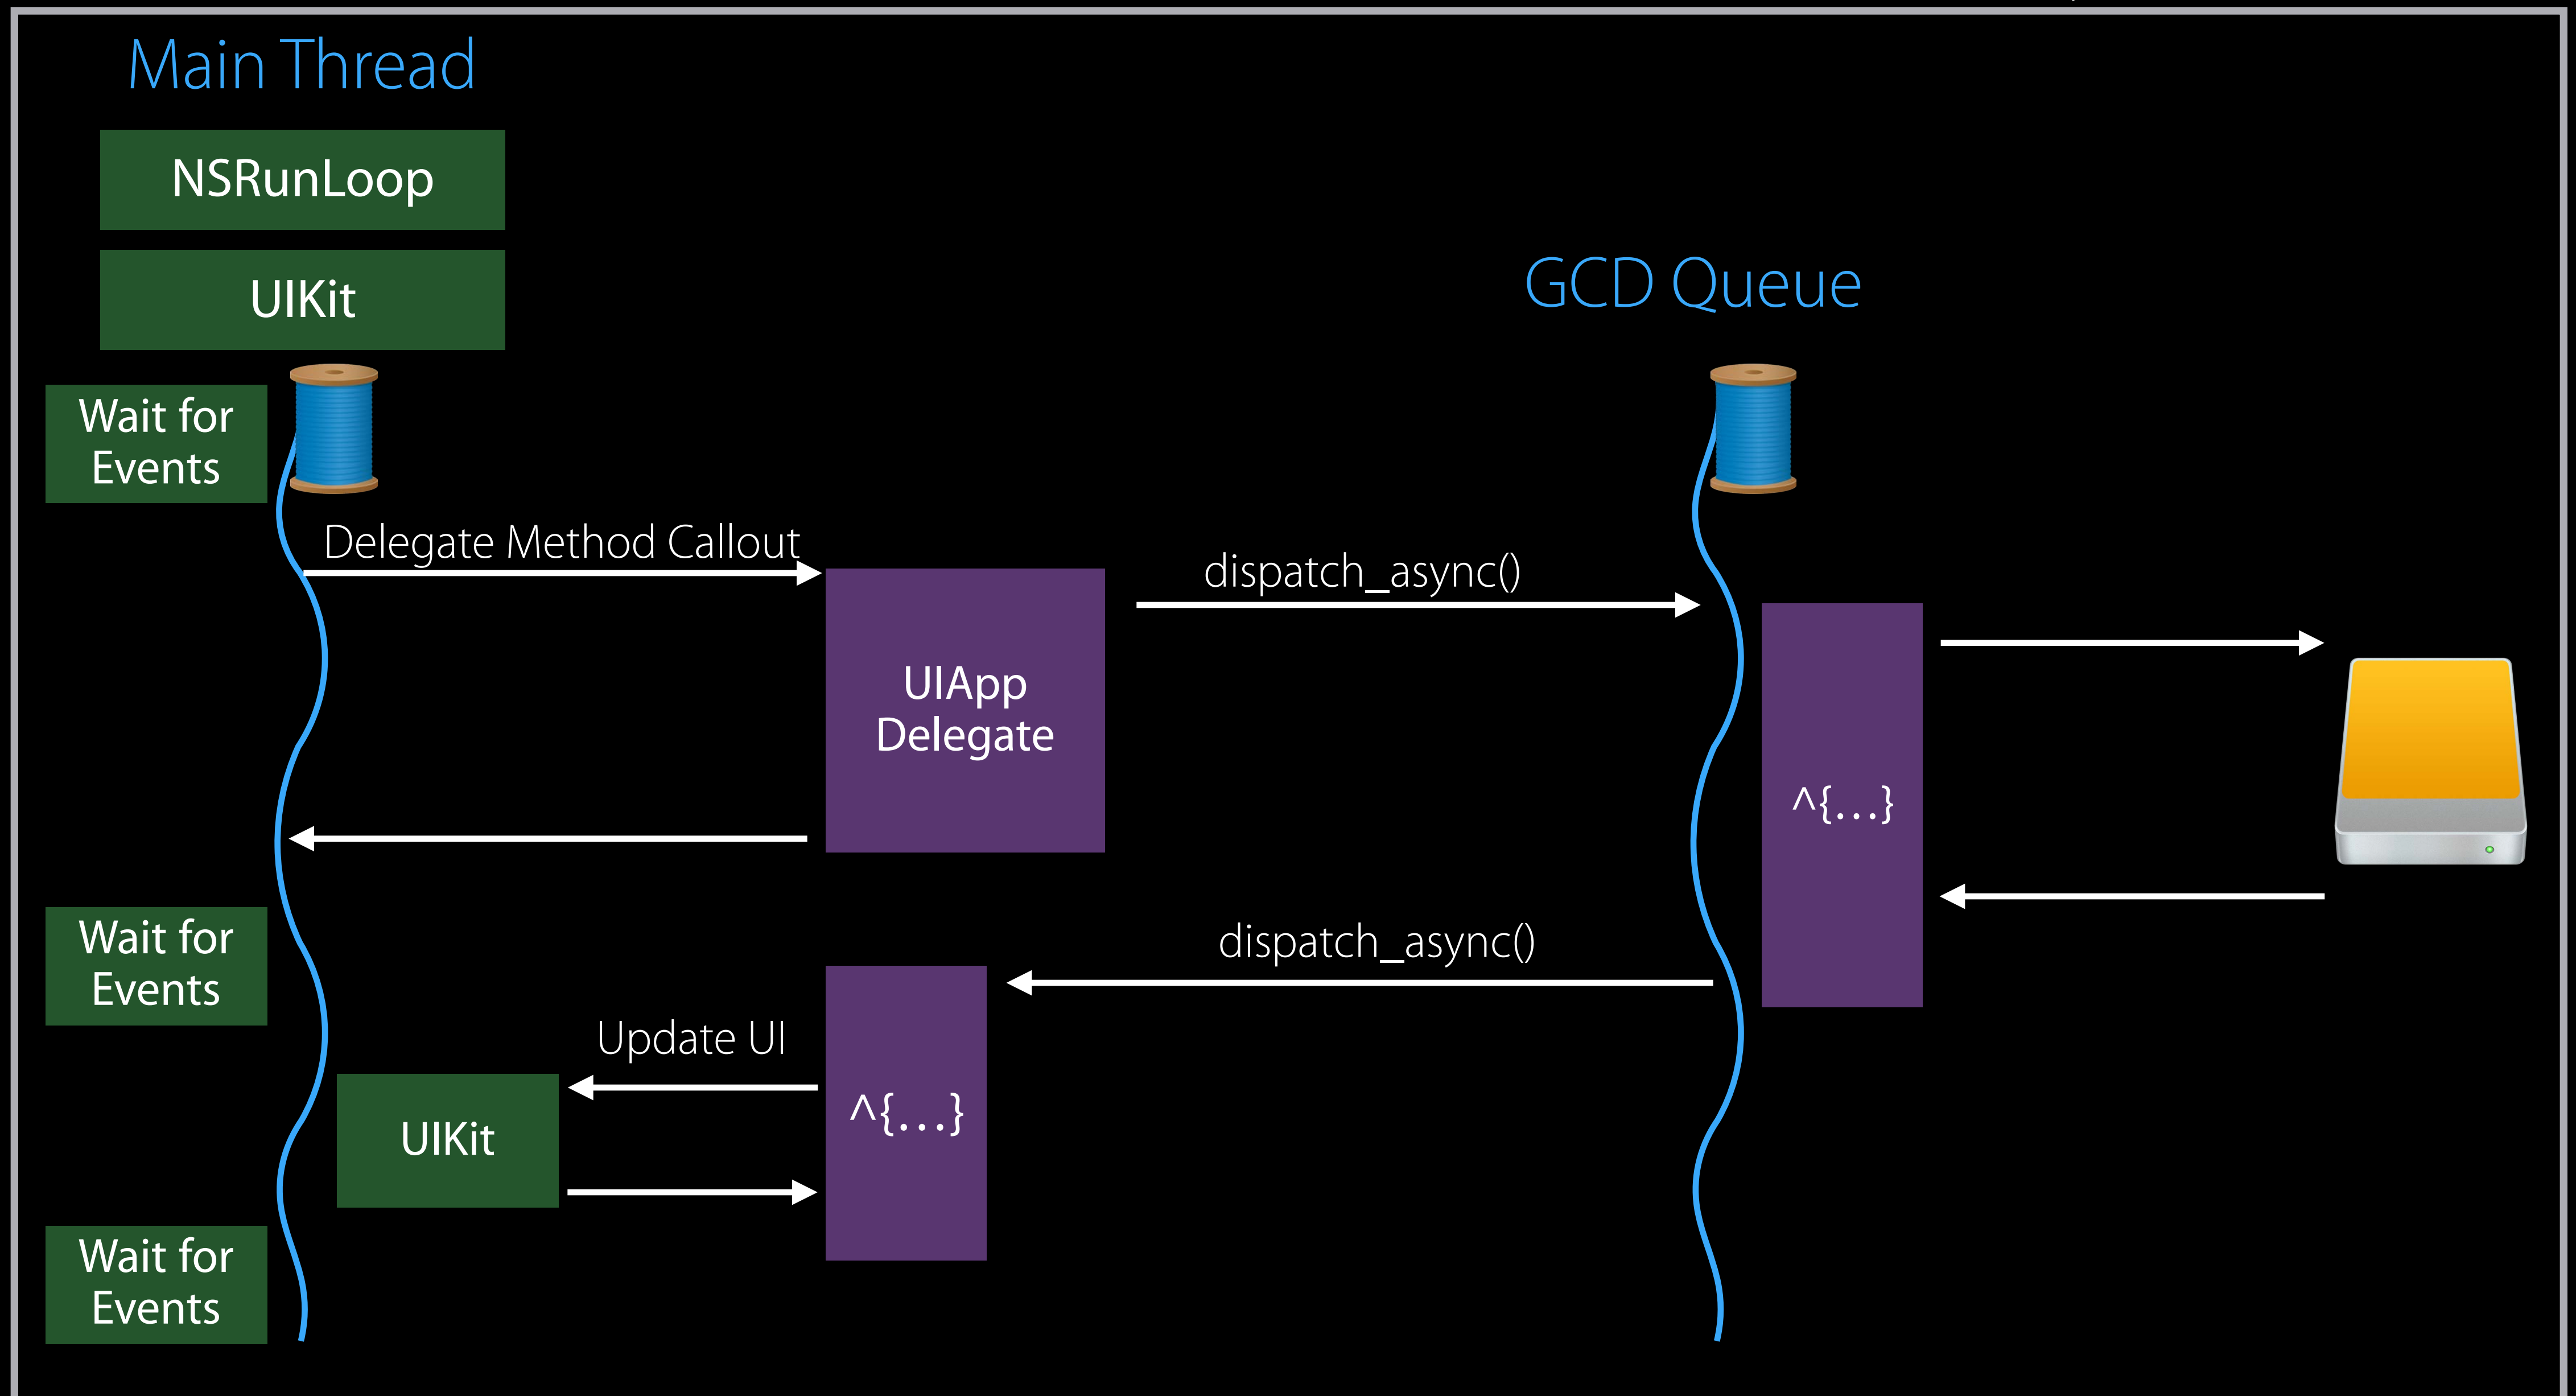 Main Thread
NSRunLoop
UIKit
GCD Queue
Wait for
Events
Delegate Method Callout
dispatch_async()
UIApp
Delegate
^{…}
Wait for
Events
dispatch_async()
Update UI
^{…}
UIKit
Wait for
Events